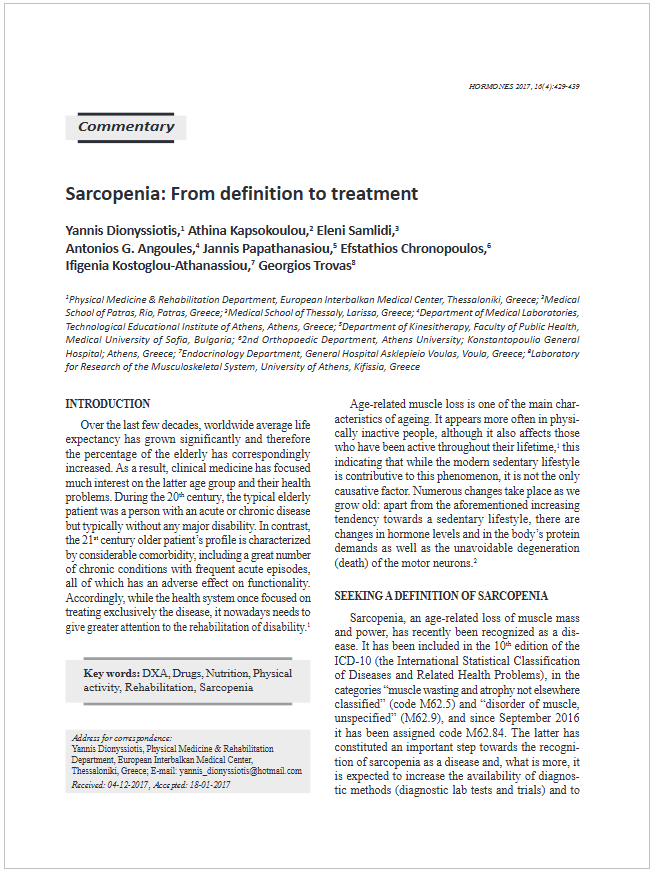 HORMONES 2017, 16(4):429-439
Commentary
Sarcopenia: From definition to treatment
Yannis Dionyssiotis,¹ Athina Kapsokoulou,² Eleni Samlidi,³
Antonios G. Angoules,⁴ Jannis Papathanasiou,⁵ Efstathios Chronopoulos,⁶
Ifigenia Kostoglou-Athanassiou,⁷ Georgios Trovas⁸
¹Physical Medicine & Rehabilitation Department, European Interbalkan Medical Center, Thessaloniki, Greece; ²Medical
School of Patras, Rio, Patras, Greece; ³Medical School of Thessaly, Larissa, Greece; ⁴Department of Medical Laboratories,
Technological Educational Institute of Athens, Athens, Greece; ⁵Department of Kinesitherapy, Faculty of Public Health,
Medical University of Sofia, Bulgaria; ⁶2nd Orthopaedic Department, Athens University; Konstantopoulio General
Hospital; Athens, Greece; ⁷Endocrinology Department, General Hospital Asklepieio Voulas, Voula, Greece; ⁸Laboratory
for Research of the Musculoskeletal System, University of Athens, Kifissia, Greece
INTRODUCTION
Over the last few decades, worldwide average life
expectancy has grown significantly and therefore
the percentage of the elderly has correspondingly
increased. As a result, clinical medicine has focused
much interest on the latter age group and their health
problems. During the 20th century, the typical elderly
patient was a person with an acute or chronic disease
but typically without any major disability. In contrast,
the 21st century older patient's profile is characterized
by considerable comorbidity, including a great number
of chronic conditions with frequent acute episodes,
all of which has an adverse effect on functionality.
Accordingly, while the health system once focused on
treating exclusively the disease, it nowadays needs to
give greater attention to the rehabilitation of disability.¹
Key words: DXA, Drugs, Nutrition, Physical
activity, Rehabilitation, Sarcopenia
Address for correspondence:
Yannis Dionyssiotis, Physical Medicine & Rehabilitation
Department, European Interbalkan Medical Center,
Thessaloniki, Greece; E-mail: yannis_dionyssiotis@hotmail.com
Received: 04-12-2017, Accepted: 18-01-2017
Age-related muscle loss is one of the main char-
acteristics of ageing. It appears more often in physi-
cally inactive people, although it also affects those
who have been active throughout their lifetime,¹ this
indicating that while the modern sedentary lifestyle
is contributive to this phenomenon, it is not the only
causative factor. Numerous changes take place as we
grow old: apart from the aforementioned increasing
tendency towards a sedentary lifestyle, there are
changes in hormone levels and in the body's protein
demands as well as the unavoidable degeneration
(death) of the motor neurons.²
SEEKING A DEFINITION OF SARCOPENIA
Sarcopenia, an age-related loss of muscle mass
and power, has recently been recognized as a dis-
ease. It has been included in the 10th edition of the
ICD-10 (the International Statistical Classification
of Diseases and Related Health Problems), in the
categories “muscle wasting and atrophy not elsewhere
classified” (code M62.5) and “disorder of muscle,
unspecified” (M62.9), and since September 2016
it has been assigned code M62.84. The latter has
constituted an important step towards the recogni-
tion of sarcopenia as a disease and, what is more, it
is expected to increase the availability of diagnos-
tic methods (diagnostic lab tests and trials) and to